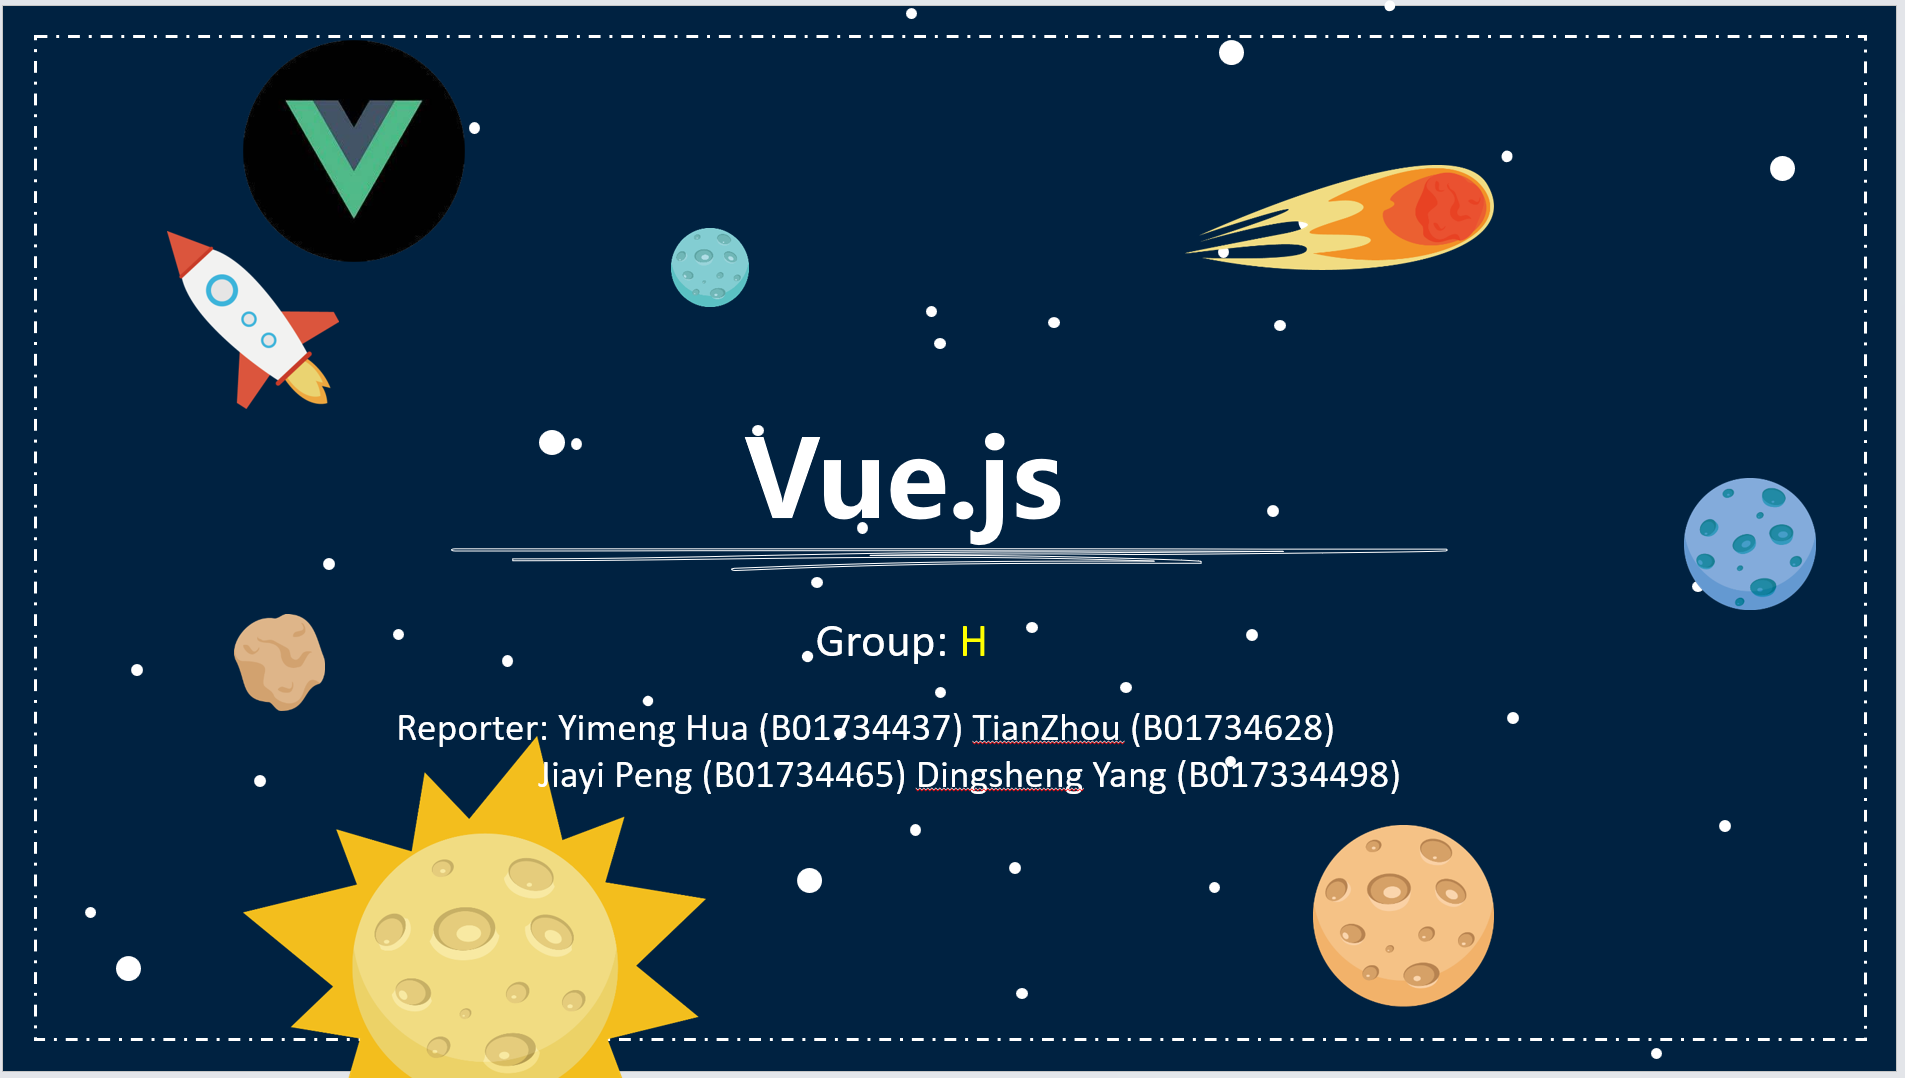 Vue.js
Group: H
Reporter: Yimeng Hua (B01734437) TianZhou (B01734628)
Jiayi Peng (B01734465) Dingsheng Yang (B017334498)